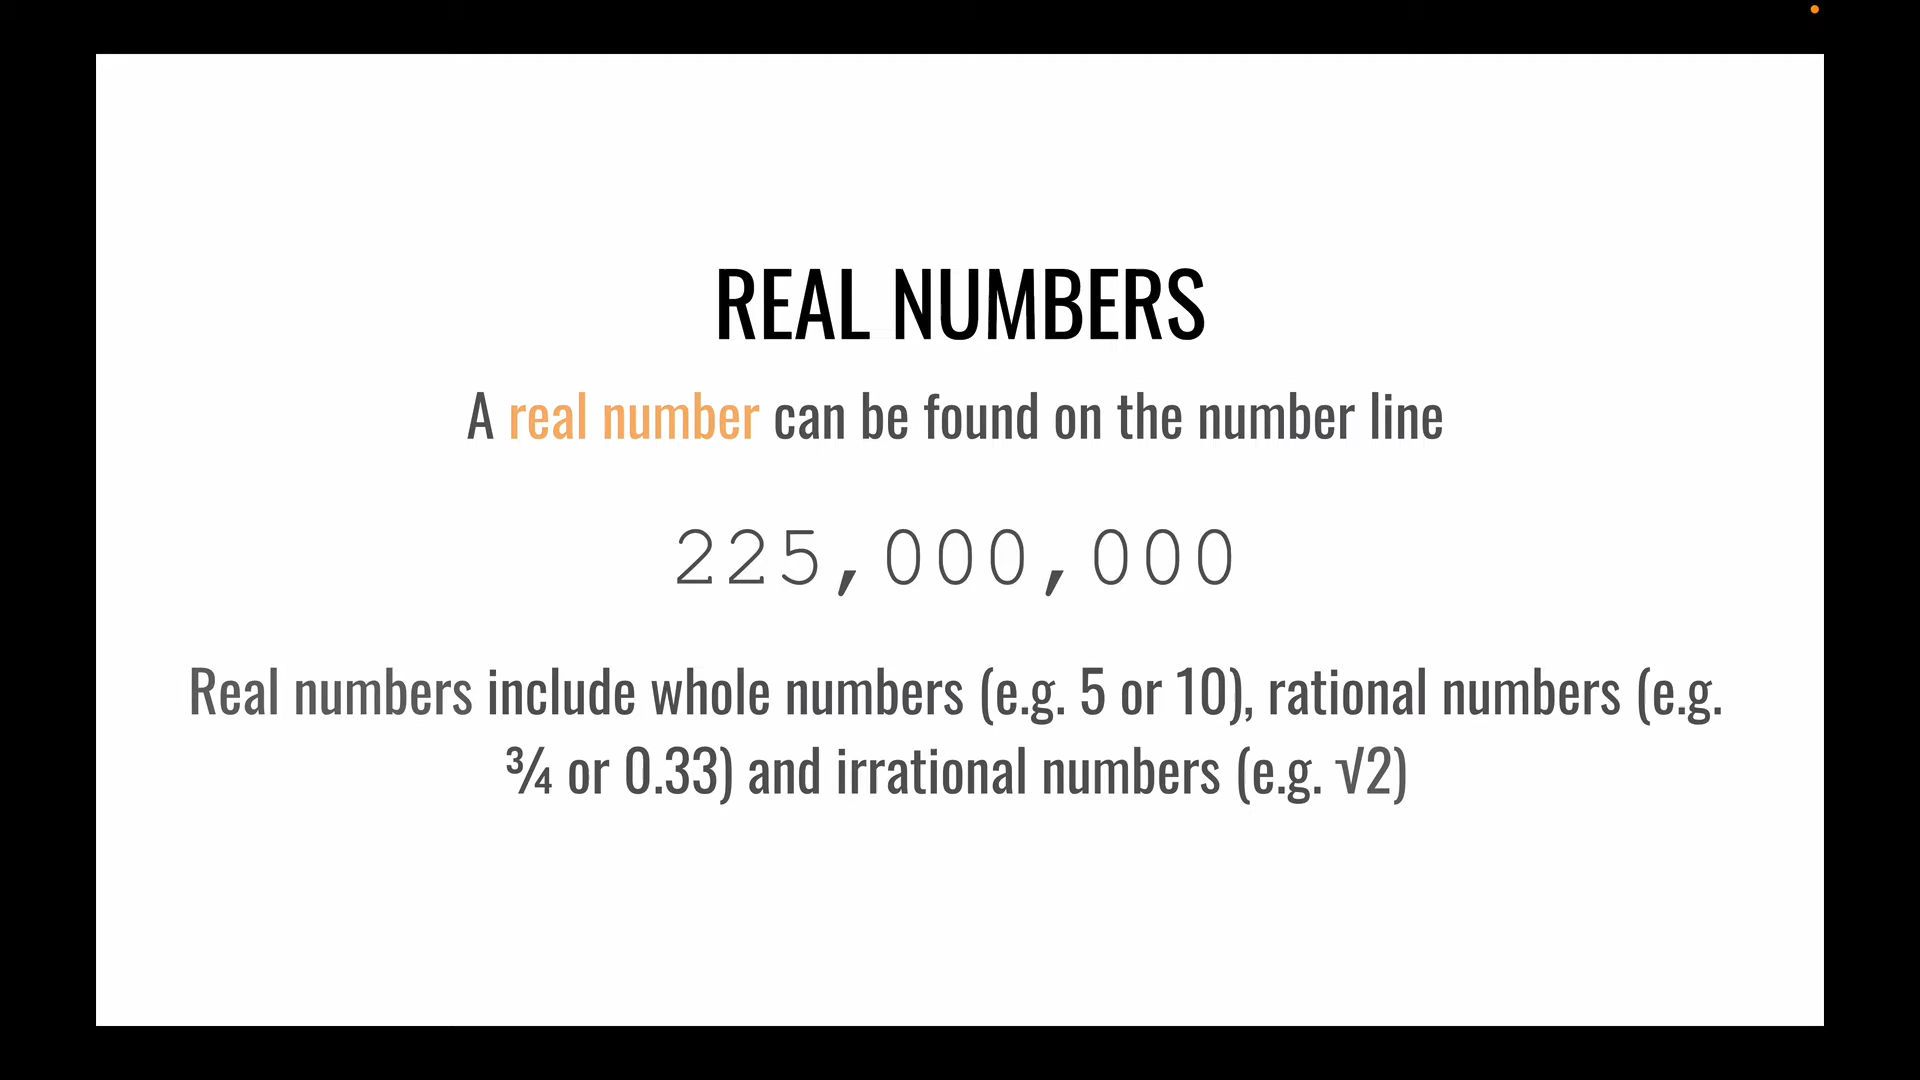 REAL NUMBERS
A real number can be found on the number line
225,000,000
Real numbers include whole numbers (e.g. 5 or 10), rational numbers (e.g.
¾ or 0.33) and irrational numbers (e.g. √2)